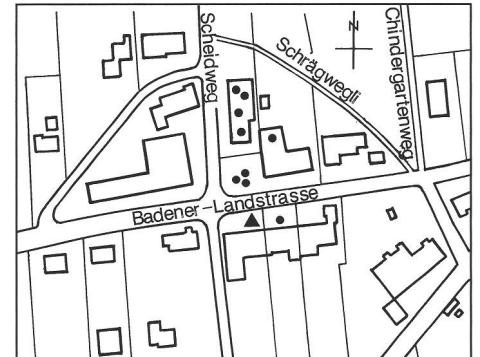 Scheidweg
Schrägwegli
N
Chindergartenweg
Badener-Landstrasse